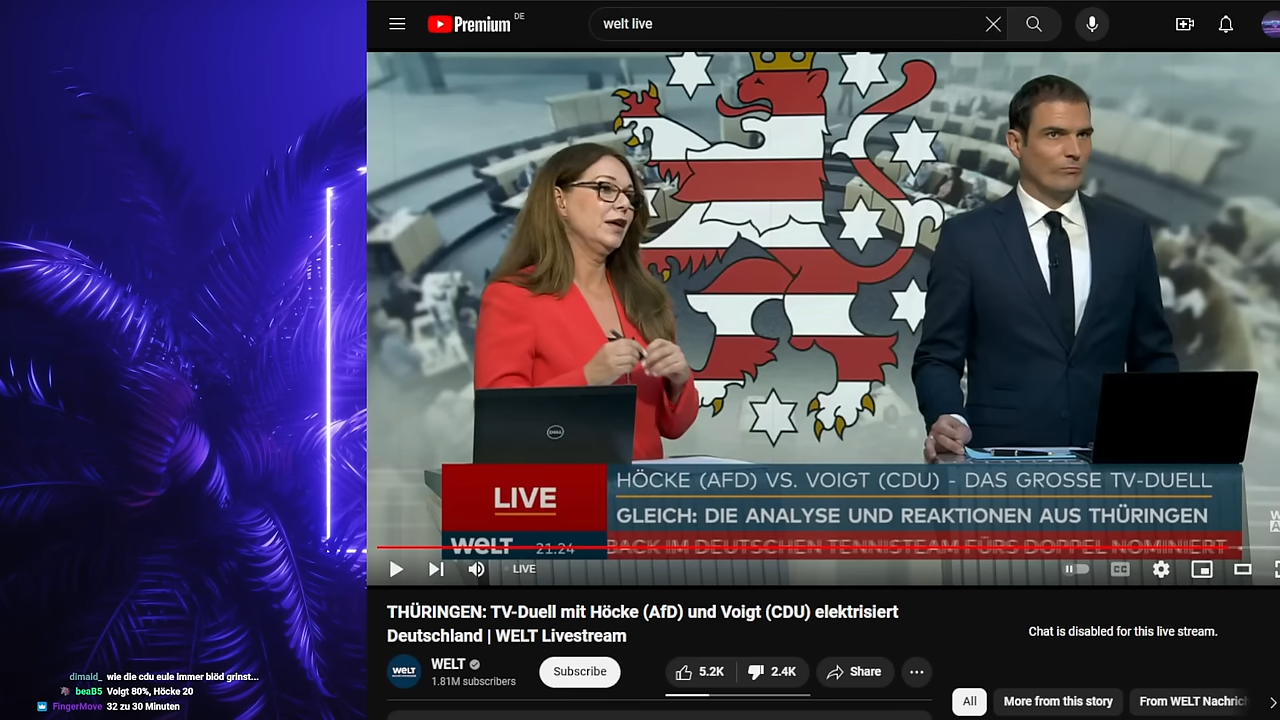 Premium DE
welt live
DELL
LIVE
HÖCKE (AFD) VS. VOIGT (CDU) - DAS GROSSE TV-DUELL
GLEICH: DIE ANALYSE UND REAKTIONEN AUS THÜRINGEN
WELT 21:24 BACK IM DEUTSCHEN TENNISTEAM FÜRS DOPPEL NOMINIERT
LIVE
CC
THÜRINGEN: TV-Duell mit Höcke (AfD) und Voigt (CDU) elektrisiert
Deutschland | WELT Livestream
Chat is disabled for this live stream.
WELT
WELT
1.81M subscribers
Subscribe
5.2K
2.4K
Share
All
More from this story
From WELT Nachric
dimald_ wie die cdu eule immer blöd grinst...
beaB5 Voigt 80%, Höcke 20
FingerMove 32 zu 30 Minuten